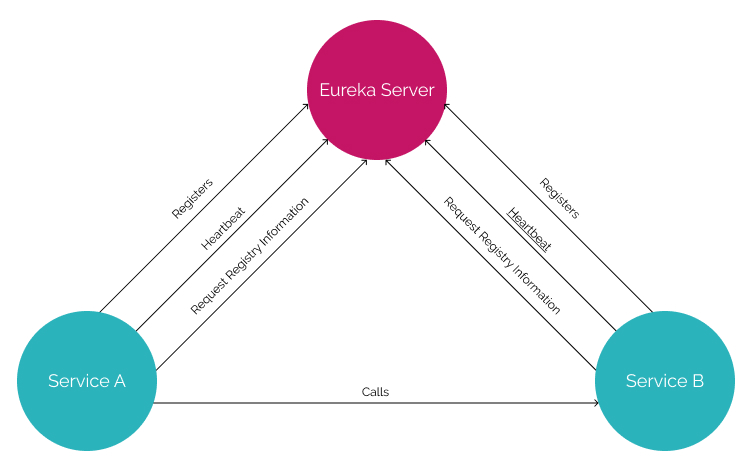 Eureka Server
Registers
Heartbeat
Request Registry Information
Registers
Heartbeat
Request Registry Information
Service A
Calls
Service B